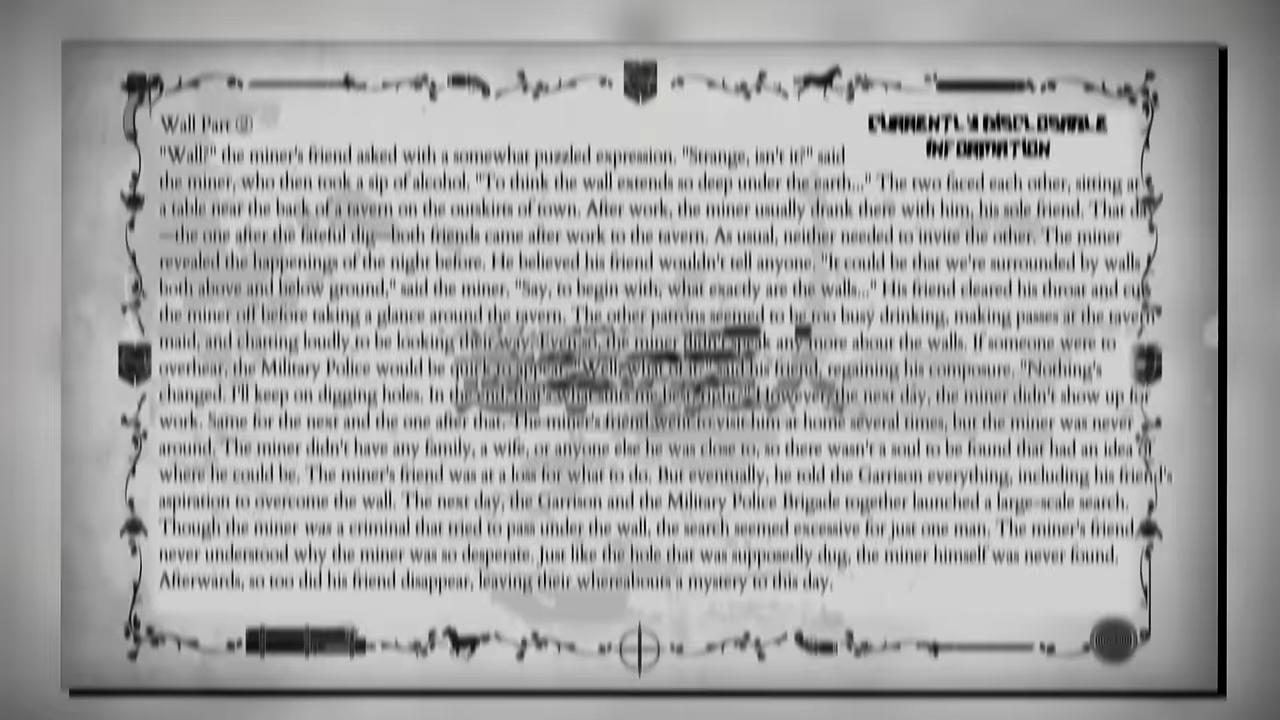 Wall Part ②
CURRENTLY DISCLOSABLE
INFORMATION
"Wall?" the miner's friend asked with a somewhat puzzled expression. "Strange, isn't it?" said
the miner, who then took a sip of alcohol. "To think the wall extends so deep under the earth..." The two faced each other, sitting at
a table near the back of a tavern on the outskirts of town. After work, the miner usually drank there with him, his sole friend. That
—the one after the fateful dig—both friends came after work to the tavern. As usual, neither needed to invite the other. The miner
revealed the happenings of the night before. He believed his friend wouldn't tell anyone. "It could be that we're surrounded by walls
both above and below ground," said the miner, "Say, to begin with, what exactly are the walls..." His friend cleared his throat and cut
the miner off before taking a glance around the tavern. The other patrons seemed to be too busy drinking, making passes at the tavern
maid, and chatting loudly to be looking their way. Even so, the miner didn't speak any more about the walls. If someone were to
overhear, the Military Police would be quick to appear. "Well, what of it," said his friend, regaining his composure. "Nothing's
changed. I'll keep on digging holes. In However, the next day, the miner didn't show up for
work. Same for the next and the one after that. The miner's friend went to visit him at home several times, but the miner was never
around. The miner didn't have any family, a wife, or anyone else he was close to, so there wasn't a soul to be found that had an idea
where he could be. The miner's friend was at a loss for what to do. But eventually, he told the Garrison everything, including his friend's
aspiration to overcome the wall. The next day, the Garrison and the Military Police Brigade together launched a large-scale search.
Though the miner was a criminal that tried to pass under the wall, the search seemed excessive for just one man. The miner's friend
never understood why the miner was so desperate. Just like the hole that was supposedly dug, the miner himself was never found.
Afterwards, so too did his friend disappear, leaving their whereabouts a mystery to this day.